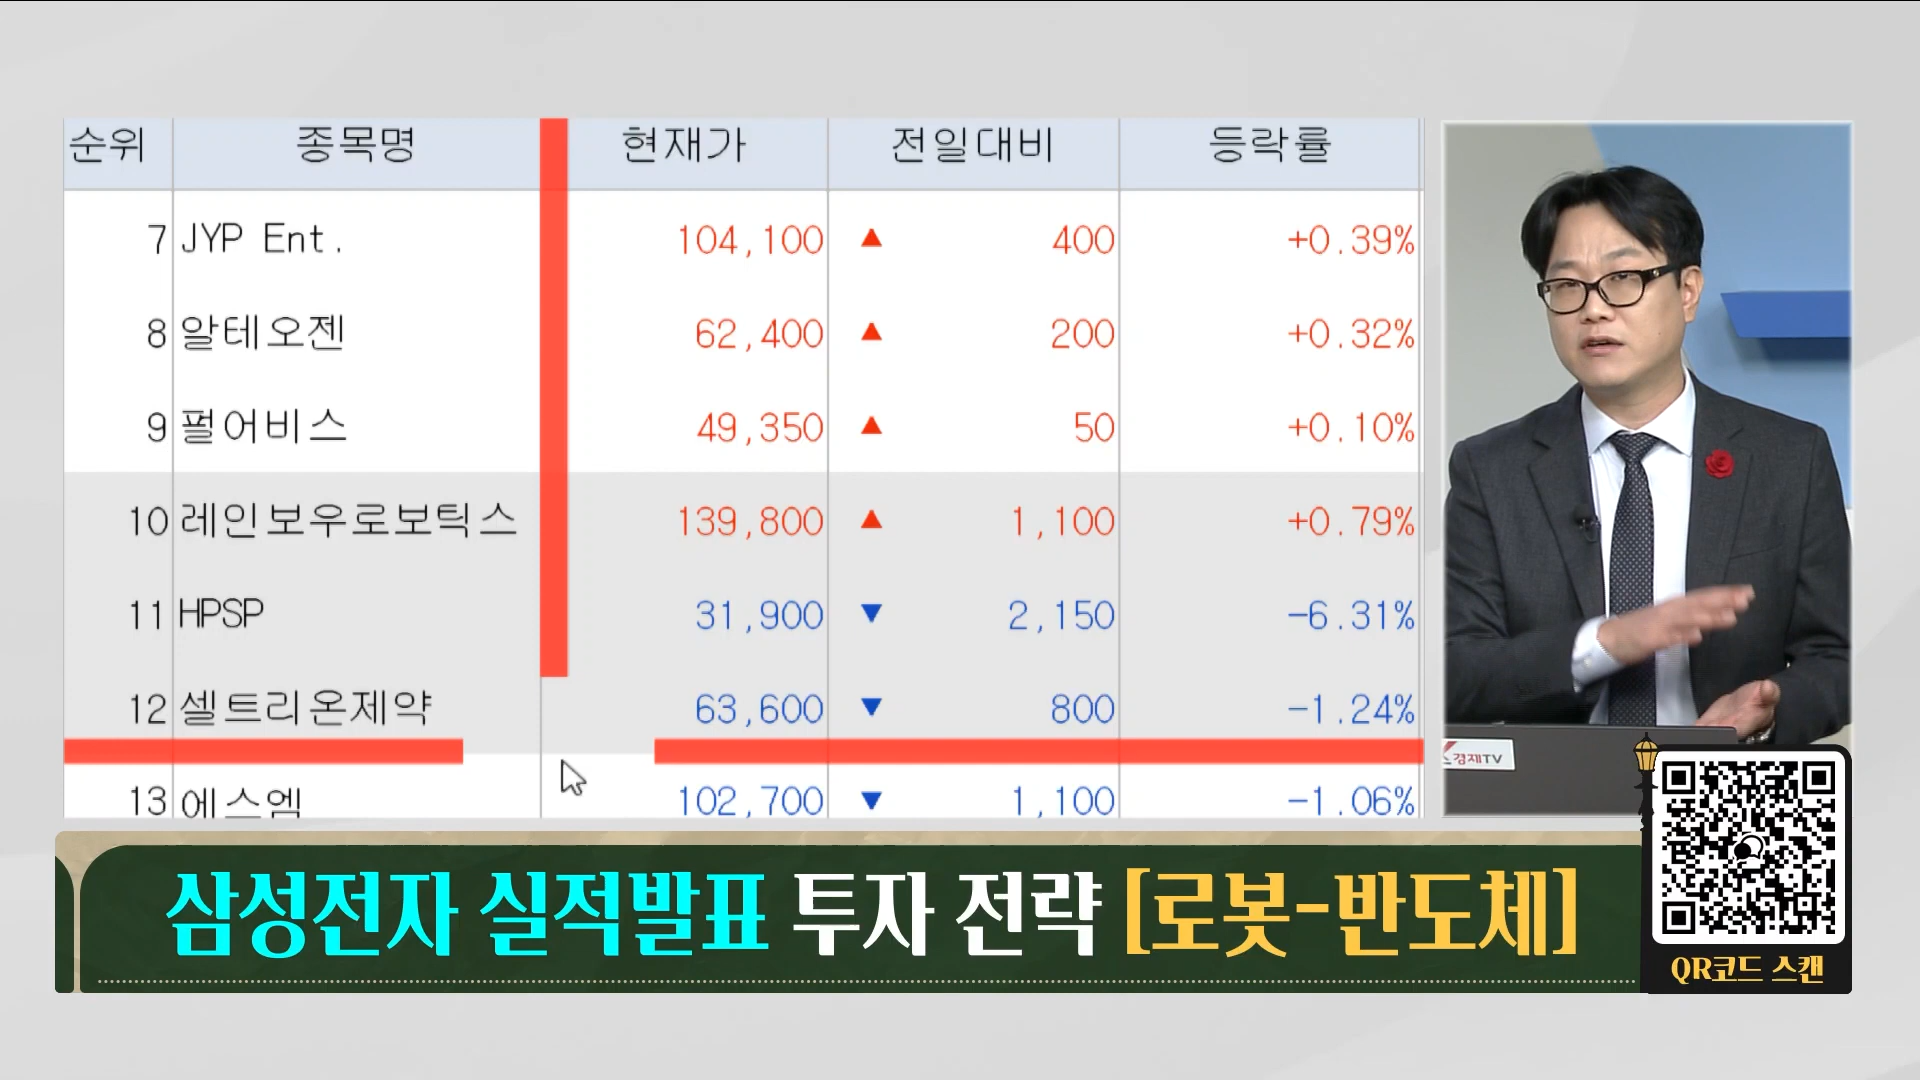 순위 종목명 현재가 전일대비 등락률
7 JYP Ent. 104,100 ▲ 400 +0.39%
8 알테오젠 62,400 ▲ 200 +0.32%
9 펄어비스 49,350 ▲ 50 +0.10%
10 레인보우로보틱스 139,800 ▲ 1,100 +0.79%
11 HPSP 31,900 ▼ 2,150 -6.31%
12 셀트리온제약 63,600 ▼ 800 -1.24%
13 에스엠 102,700 ▼ 1,100 -1.06%
경제TV
삼성전자 실적발표 투자 전략 [로봇-반도체]
QR코드 스캔